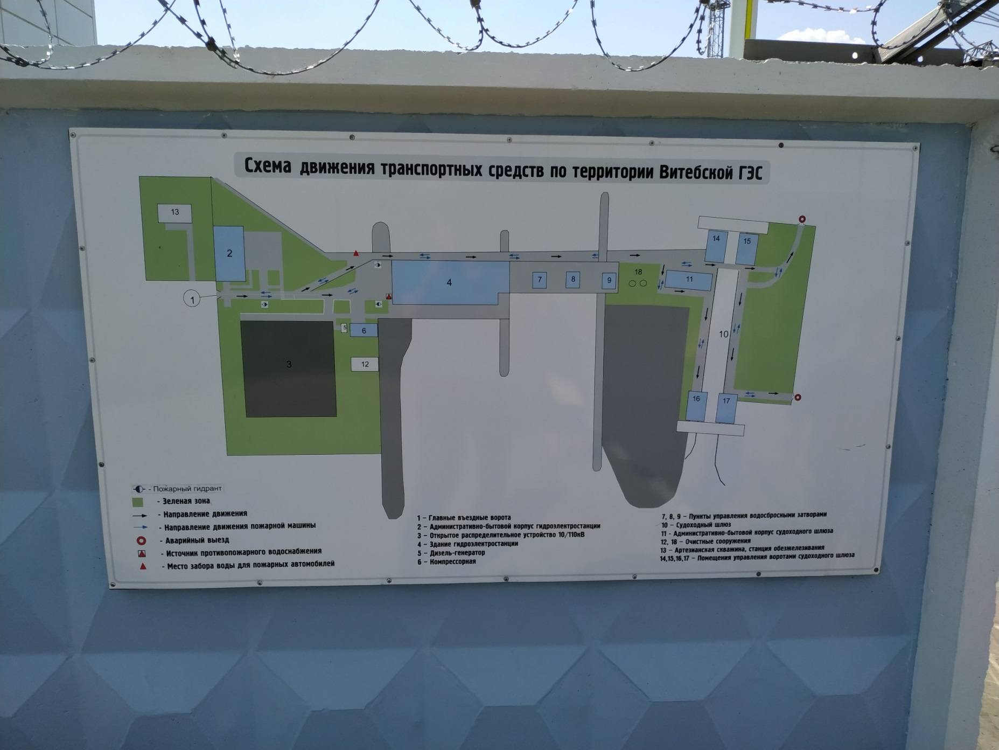 Схема движения транспортных средств по территории Витебской ГЭС
13
2
14
15
18
4
7
8
9
11
1
5
6
10
3
12
16
17
- Пожарный гидрант
- Зеленая зона
- Направление движения
- Направление движения пожарной машины
- Аварийный выезд
- Источник противопожарного водоснабжения
- Место забора воды для пожарных автомобилей
1 - Главные въездные ворота
2 - Административно-бытовой корпус гидроэлектростанции
3 - Открытое распределительное устройство 10/110кВ
4 - Здание гидроэлектростанции
5 - Дизель-генератор
6 - Компрессорная
7, 8, 9 - Пункты управления водосбросными затворами
10 - Судоходный шлюз
11 - Административно-бытовой корпус судоходного шлюза
12, 18 - Очистные сооружения
13 - Артезианская скважина, станция обезжелезивания
14,15,16,17 - Помещения управления воротами судоходного шлюза